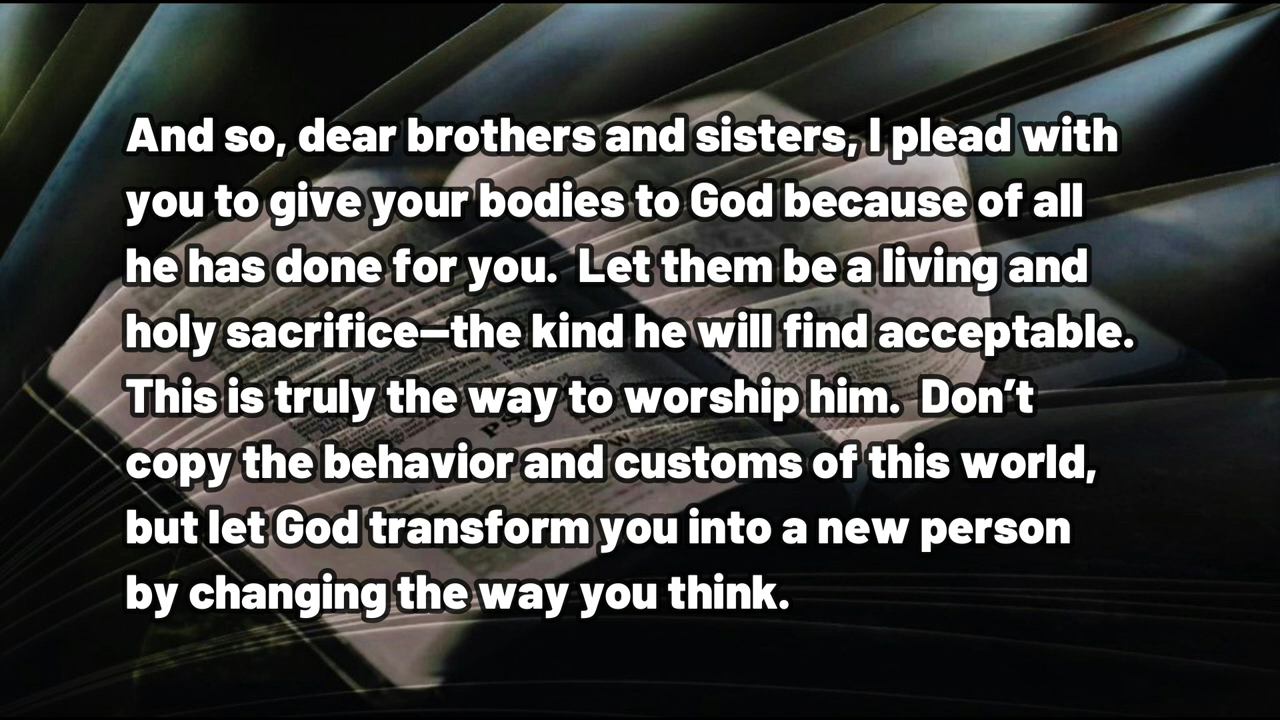 And so, dear brothers and sisters, I plead with
you to give your bodies to God because of all
he has done for you.  Let them be a living and
holy sacrifice—the kind he will find acceptable.
This is truly the way to worship him.  Don’t
copy the behavior and customs of this world,
but let God transform you into a new person
by changing the way you think.